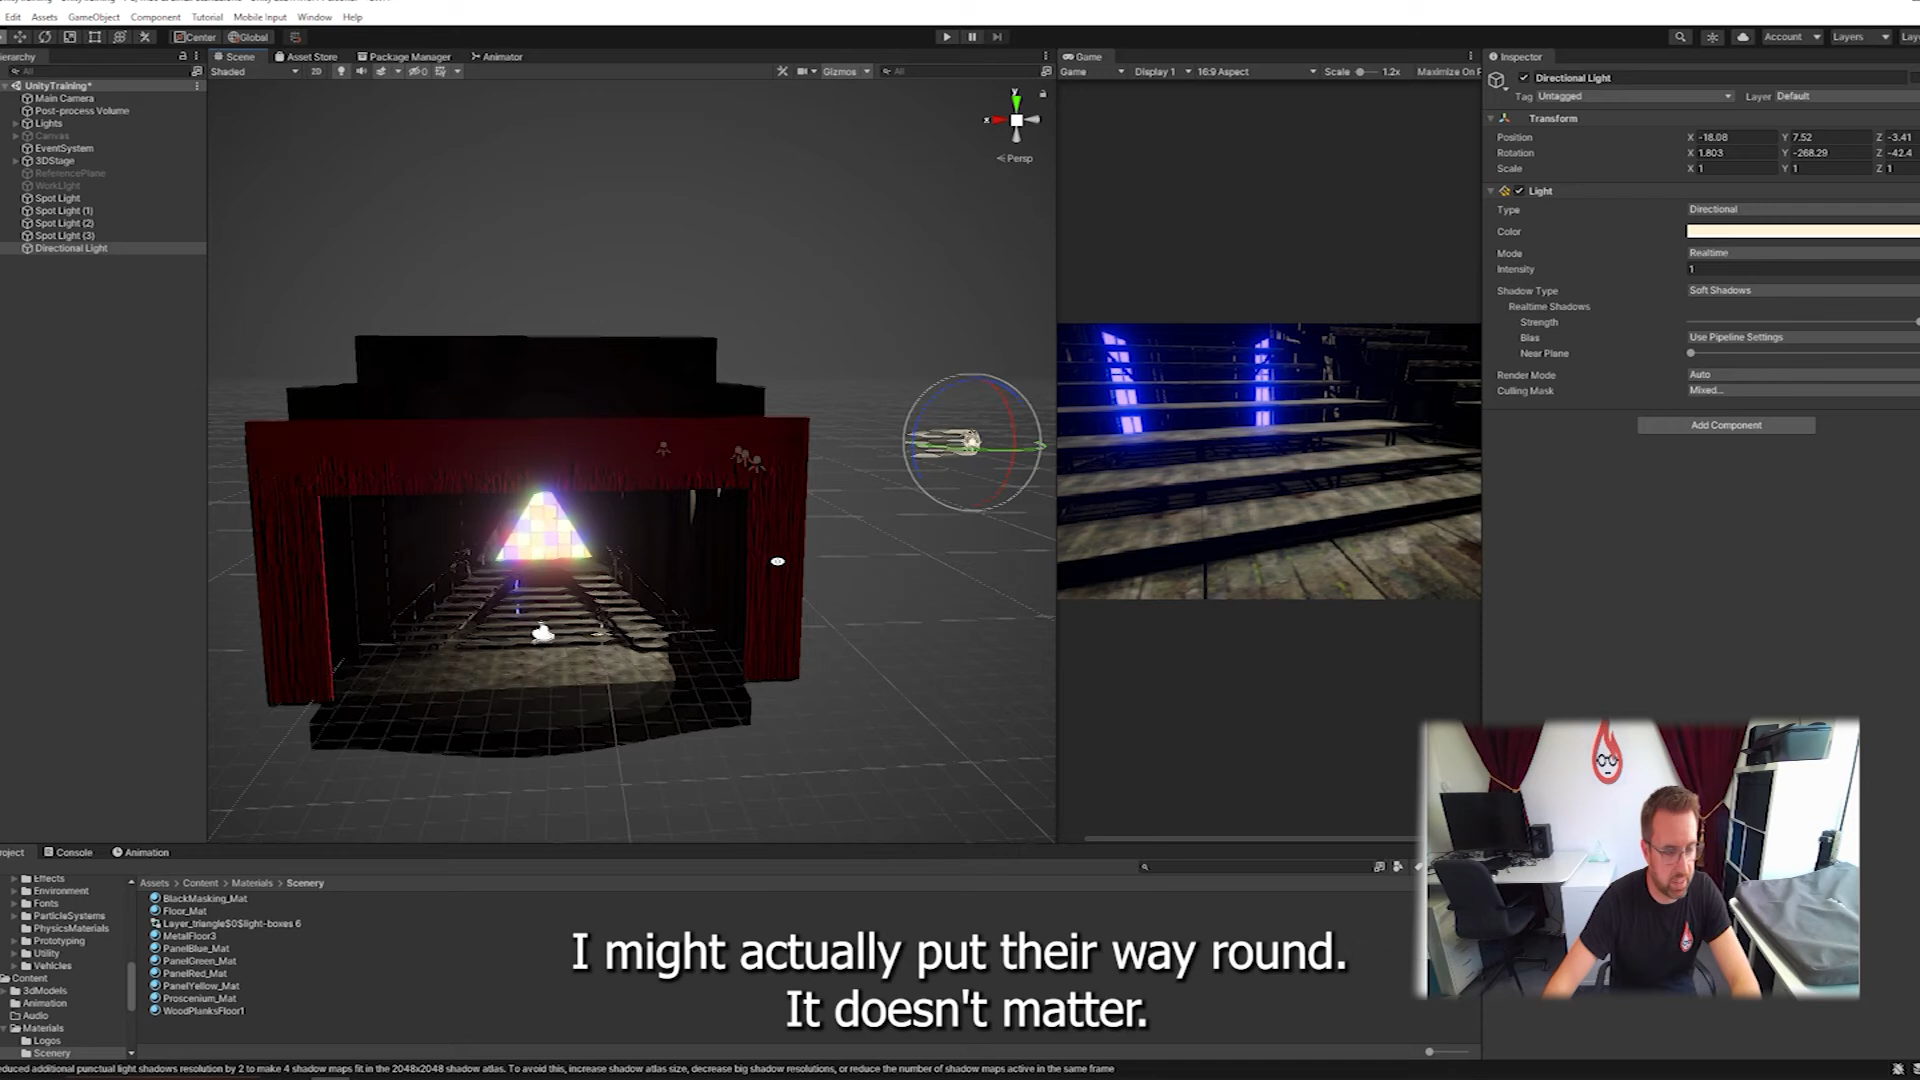 Edit Assets GameObject Component Tutorial Mobile Input Window Help
Center Global
Account Layers
Scene Asset Store Package Manager Animator
Game
Inspector
All
Shaded 2D Gizmos All
Game Display 1 16:9 Aspect Scale 1.2x
UnityTraining*
Main Camera
Post-process Volume
Lights
Canvas
EventSystem
3DStage
ReferencePlane
WorkLight
Spot Light
Spot Light (1)
Spot Light (2)
Spot Light (3)
Directional Light
y
x
Persp
Directional Light
Tag Untagged Layer Default
Transform
Position X -18.08 Y 7.52 Z -3.41
Rotation X 1.803 Y -268.29 Z -42.4
Scale X 1 Y 1 Z 1
Light
Type Directional
Color
Mode Realtime
Intensity 1
Shadow Type Soft Shadows
Realtime Shadows
Strength
Bias Use Pipeline Settings
Near Plane
Render Mode Auto
Culling Mask Mixed...
Add Component
Console Animation
Effects
Environment
Fonts
ParticleSystems
PhysicsMaterials
Prototyping
Utility
Vehicles
Content
3dModels
Animation
Audio
Materials
Logos
Scenery
Assets > Content > Materials > Scenery
BlackMasking_Mat
Floor_Mat
Layer_triangle$0$light-boxes 6
MetalFloor3
PanelBlue_Mat
PanelGreen_Mat
PanelRed_Mat
PanelYellow_Mat
Proscenium_Mat
WoodPlanksFloor1
I might actually put their way round.
It doesn't matter.
educed additional punctual light shadows resolution by 2 to make 4 shadow maps fit in the 2048x2048 shadow atlas. To avoid this, increase shadow atlas size, decrease big shadow resolutions, or reduce the number of shadow maps active in the same frame